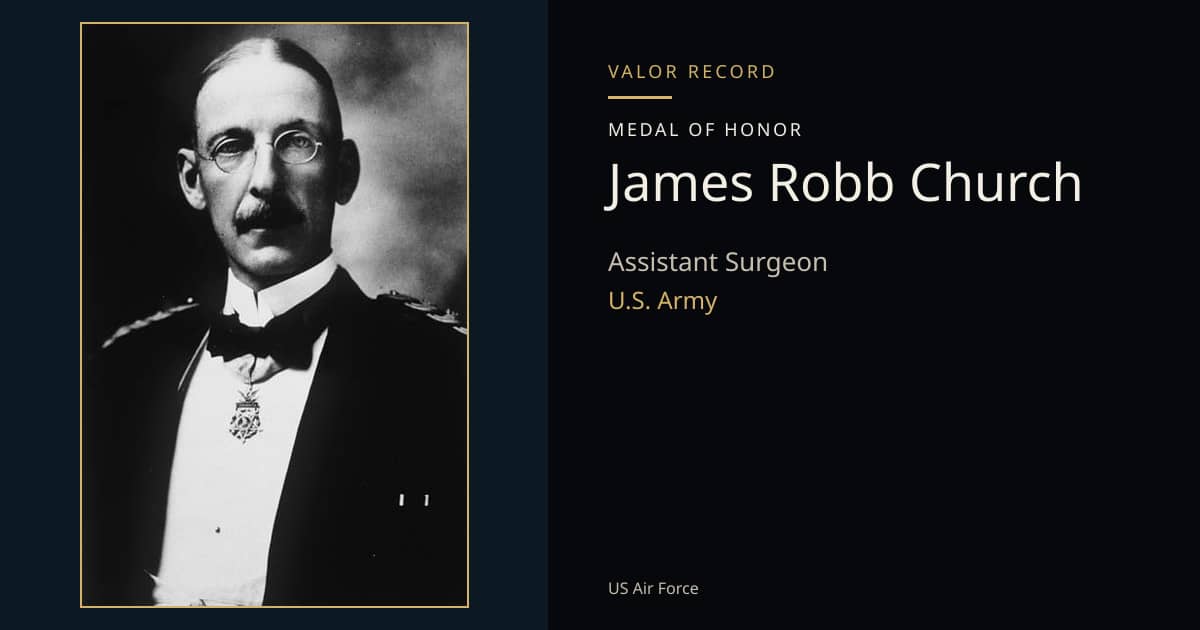 VALOR RECORD
MEDAL OF HONOR
James Robb Church
Assistant Surgeon
U.S. Army
US Air Force